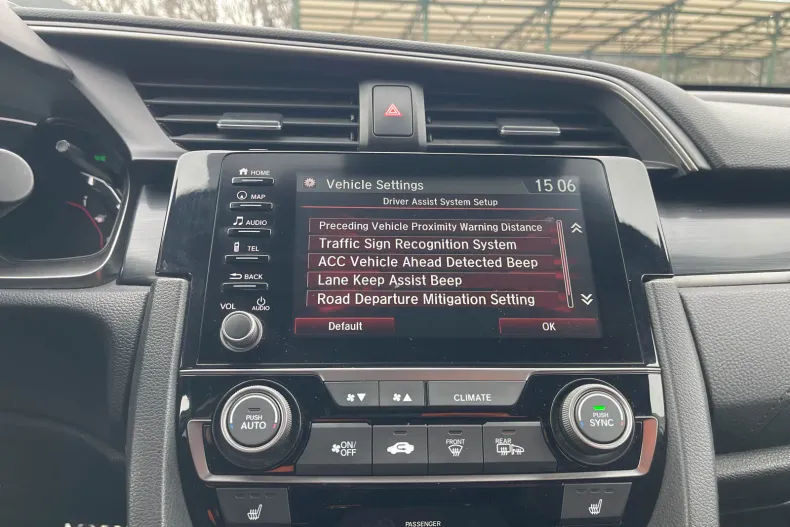 HOME
Vehicle Settings
15 06
Driver Assist System Setup
MAP
Preceding Vehicle Proximity Warning Distance
AUDIO
Traffic Sign Recognition System
TEL
ACC Vehicle Ahead Detected Beep
BACK
Lane Keep Assist Beep
Road Departure Mitigation Setting
VOL
AUDIO
Default
OK
CLIMATE
PUSH
AUTO
PUSH
SYNC
ON/
OFF
FRONT
REAR
PASSENGER